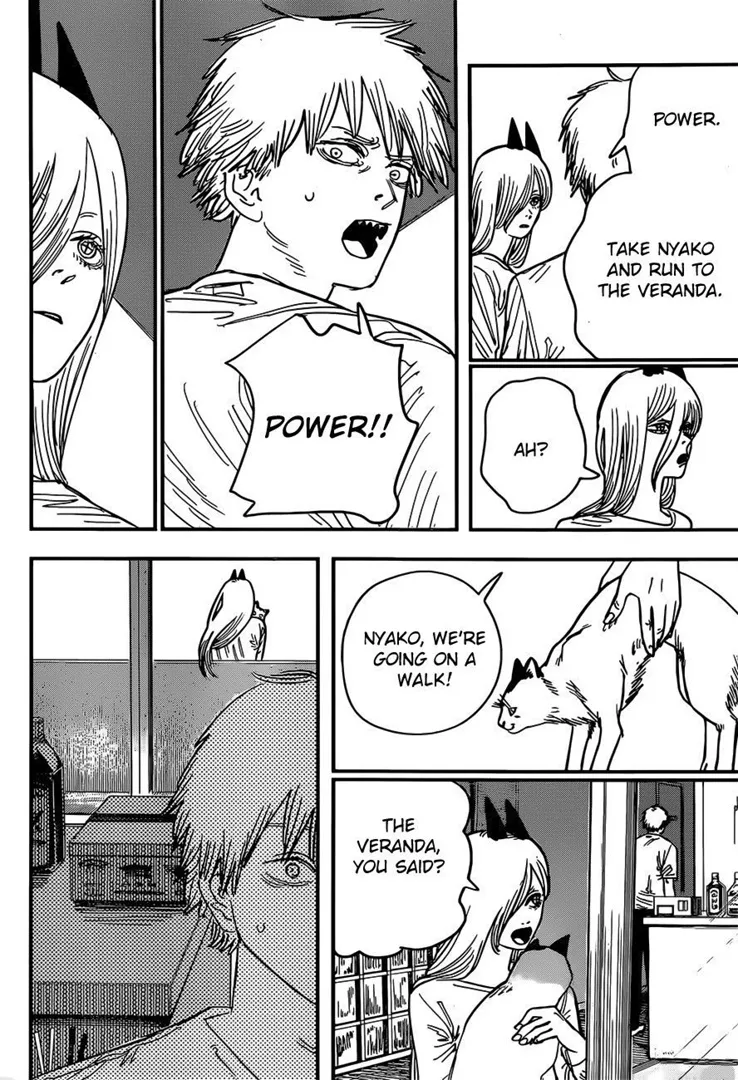 POWER.
TAKE NYAKO
AND RUN TO
THE VERANDA.
AH?
POWER!!
NYAKO, WE'RE
GOING ON A
WALK!
THE
VERANDA,
YOU SAID?